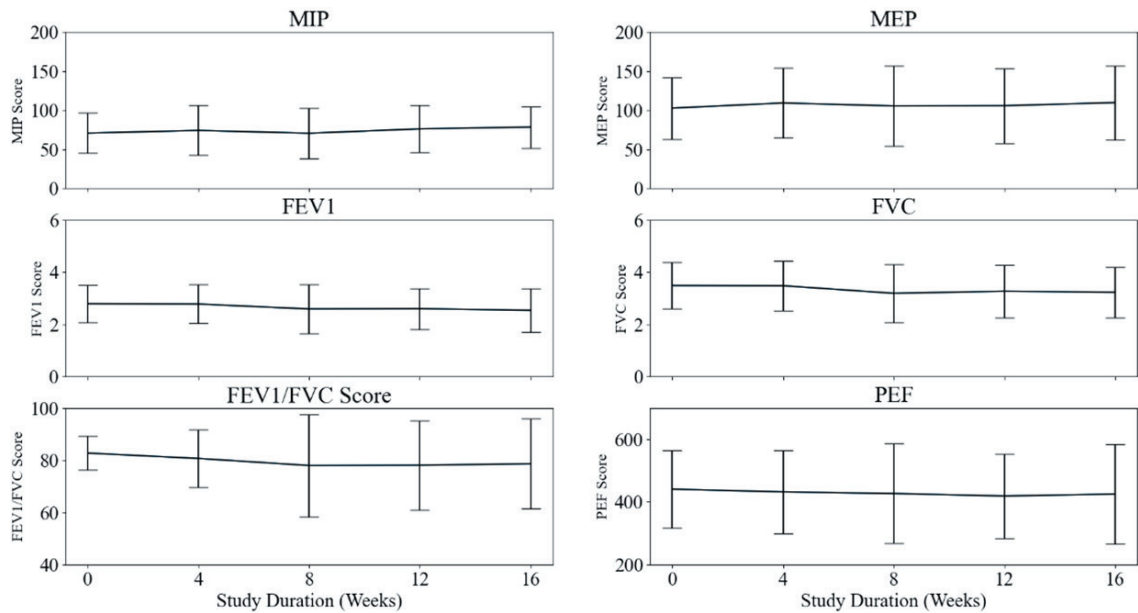 MIP
MIP Score
200
150
100
50
0
MEP
MEP Score
200
150
100
50
0
FEV1
FEV1 Score
6
4
2
0
FVC
FVC Score
6
4
2
0
FEV1/FVC Score
FEV1/FVC Score
100
80
60
40
0 4 8 12 16
Study Duration (Weeks)
PEF
PEF Score
600
400
200
0 4 8 12 16
Study Duration (Weeks)